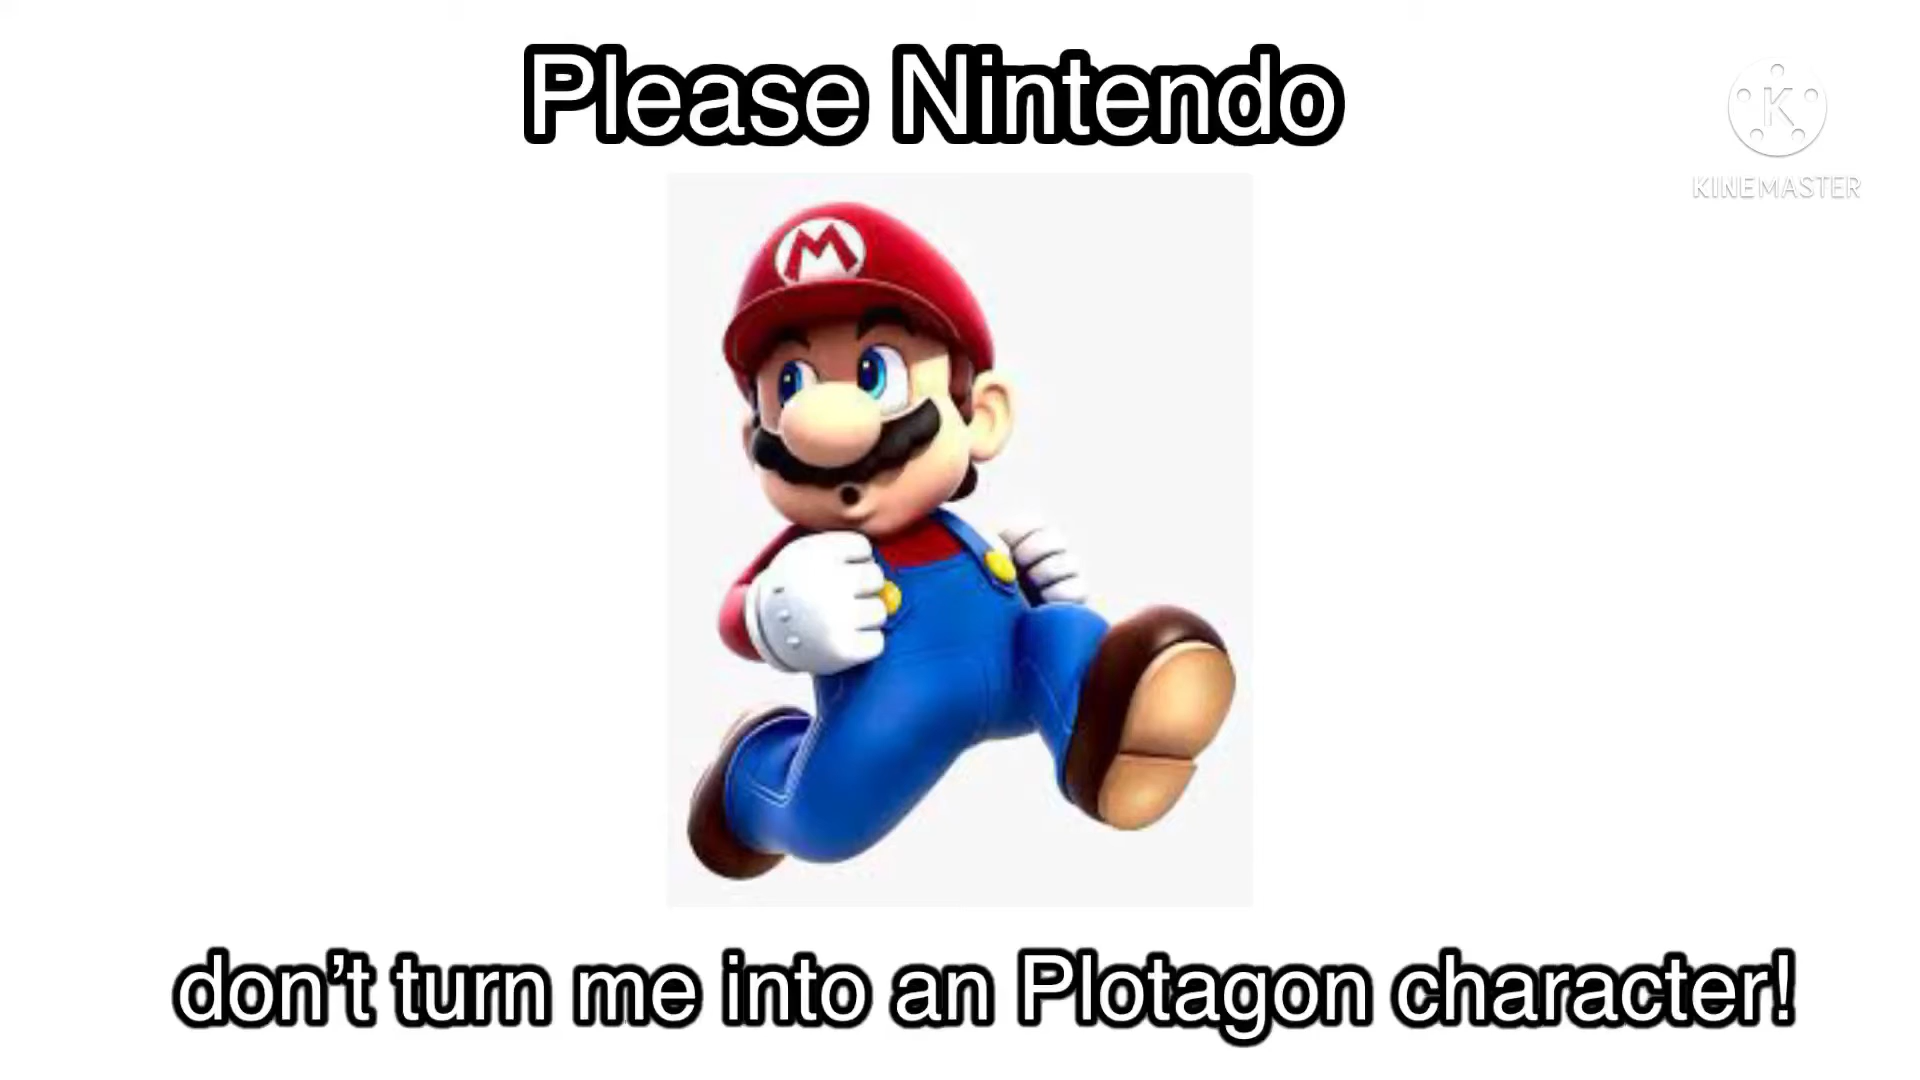 Please Nintendo
K
KINEMASTER
M
don't turn me into an Plotagon character!